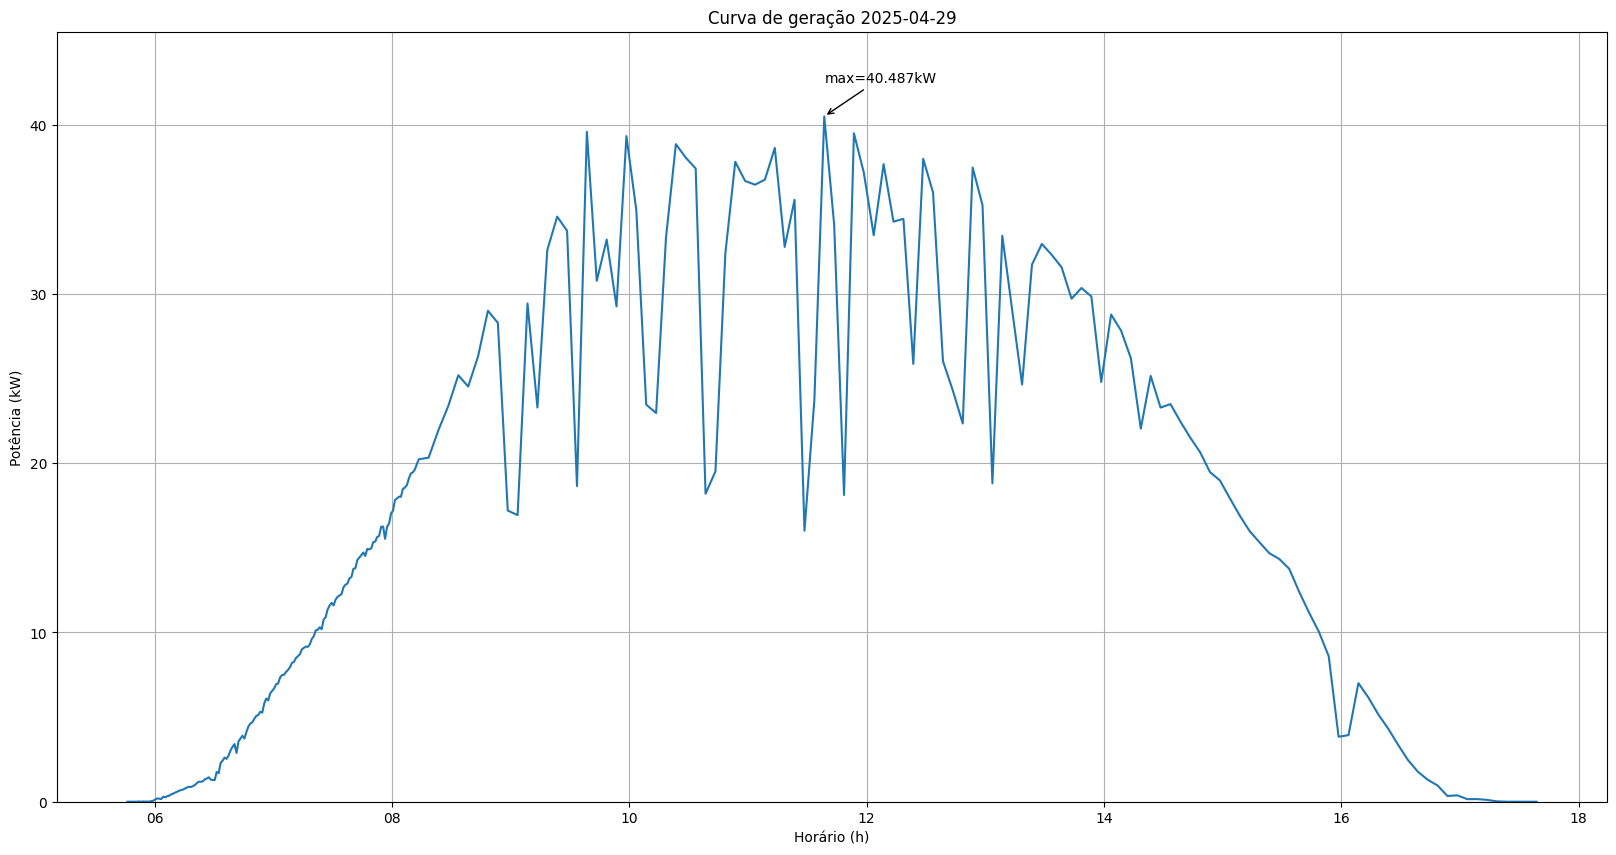 Curva de geração 2025-04-29
max=40.487kW
40
30
20
10
0
Potência (kW)
06 08 10 12 14 16 18
Horário (h)